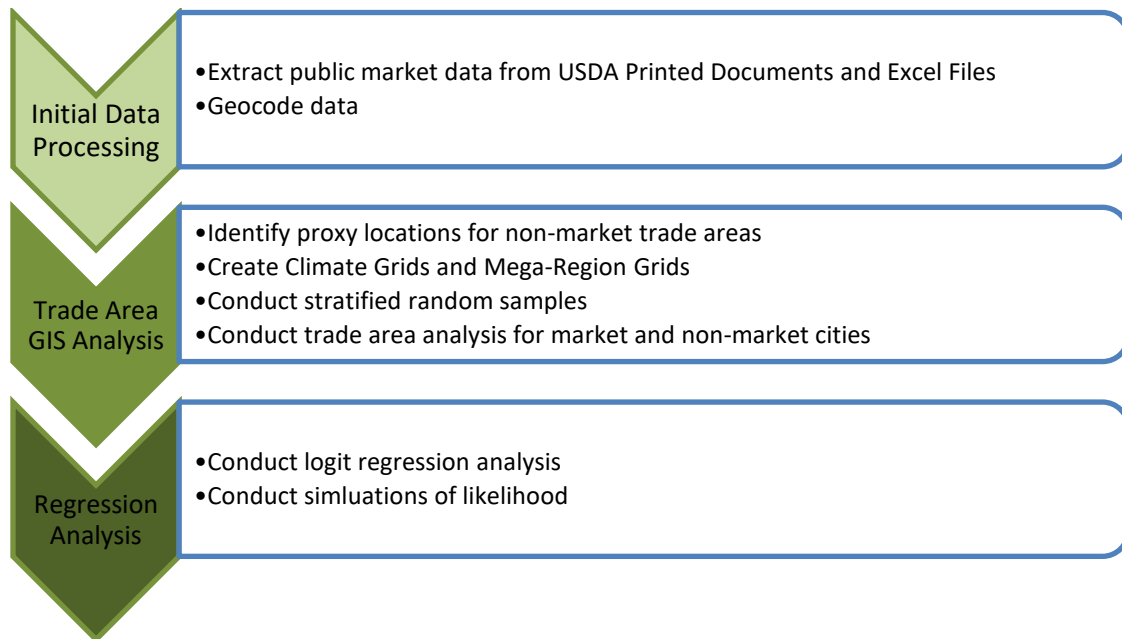 Initial Data
Processing
•Extract public market data from USDA Printed Documents and Excel Files
•Geocode data
Trade Area
GIS Analysis
•Identify proxy locations for non-market trade areas
•Create Climate Grids and Mega-Region Grids
•Conduct stratified random samples
•Conduct trade area analysis for market and non-market cities
Regression
Analysis
•Conduct logit regression analysis
•Conduct simluations of likelihood